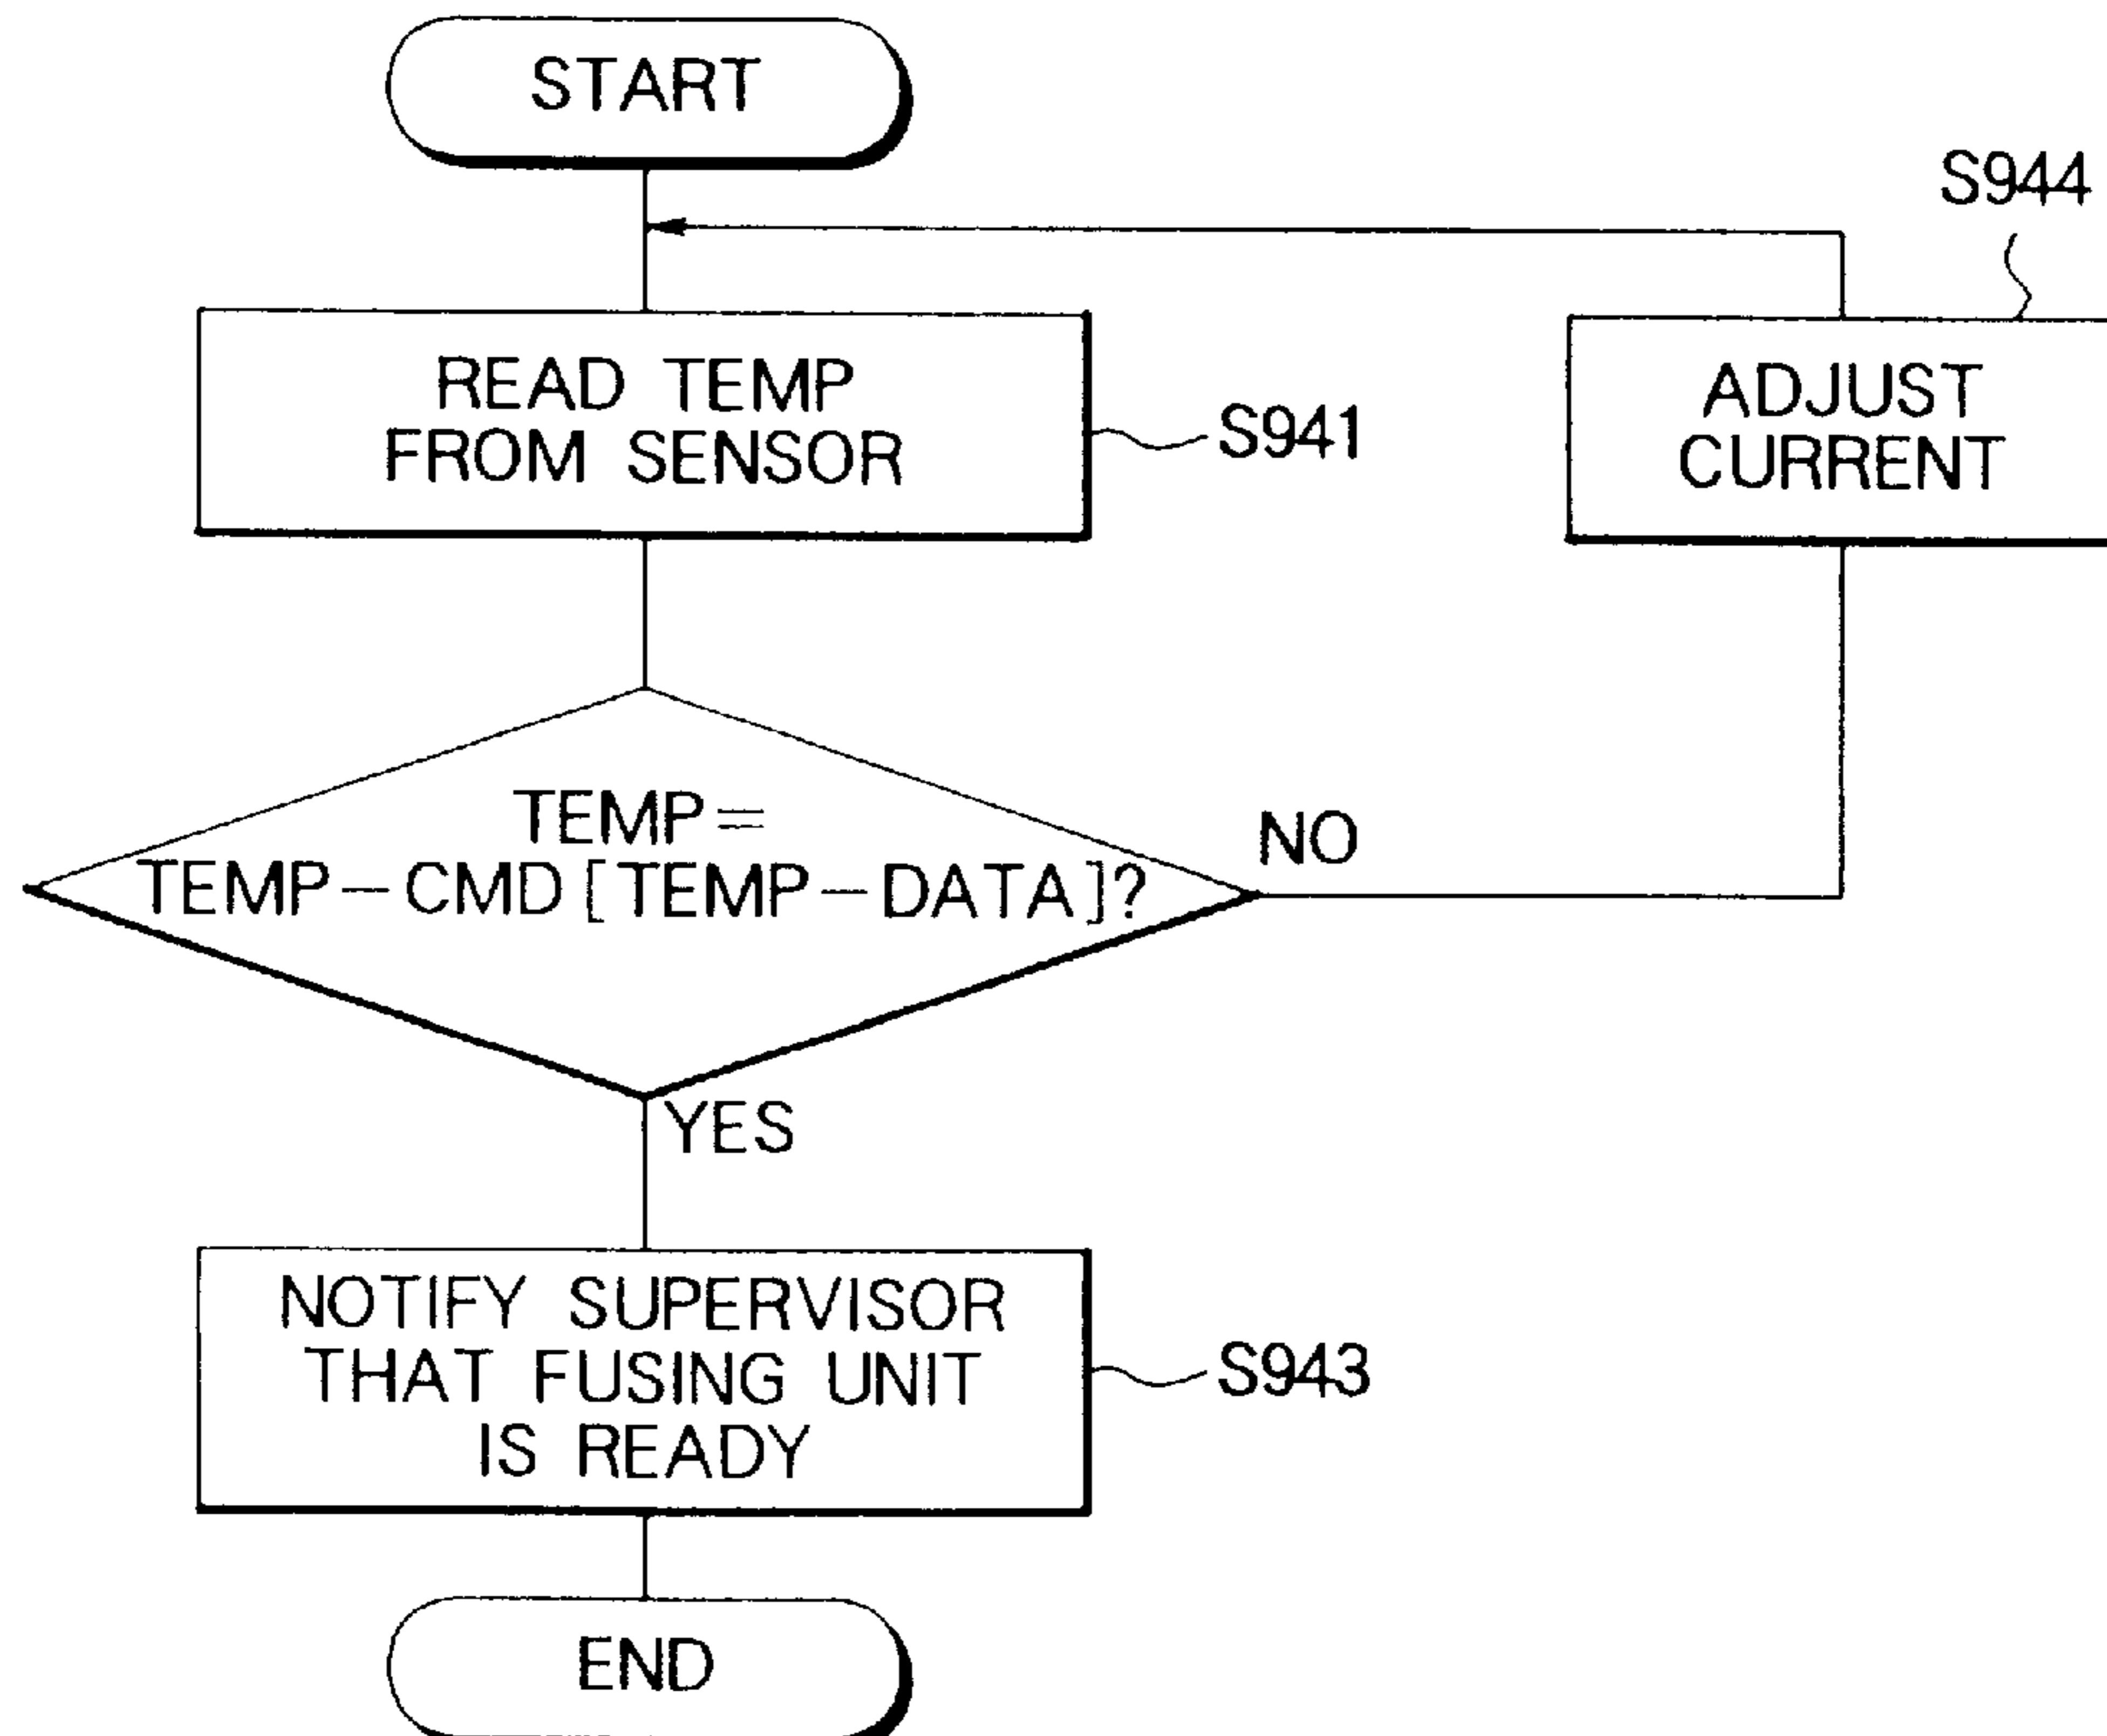 START
S944
READ TEMP
FROM SENSOR
S941
ADJUST
CURRENT
TEMP=
TEMP-CMD[TEMP-DATA]?
NO
YES
NOTIFY SUPERVISOR
THAT FUSING UNIT
IS READY
S943
END